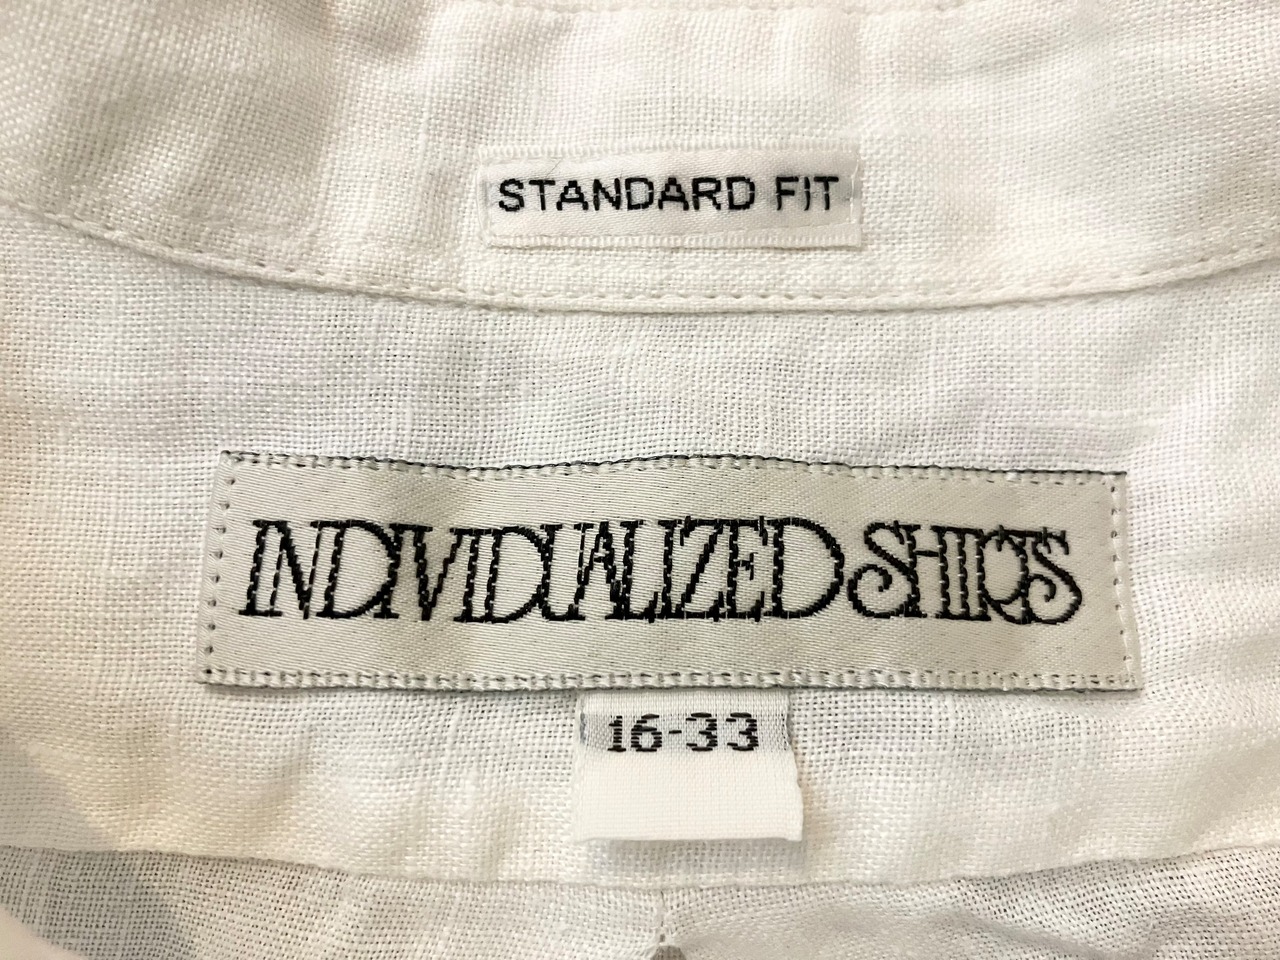 STANDARD FIT
INDIVIDUALIZED SHIRTS
16-33